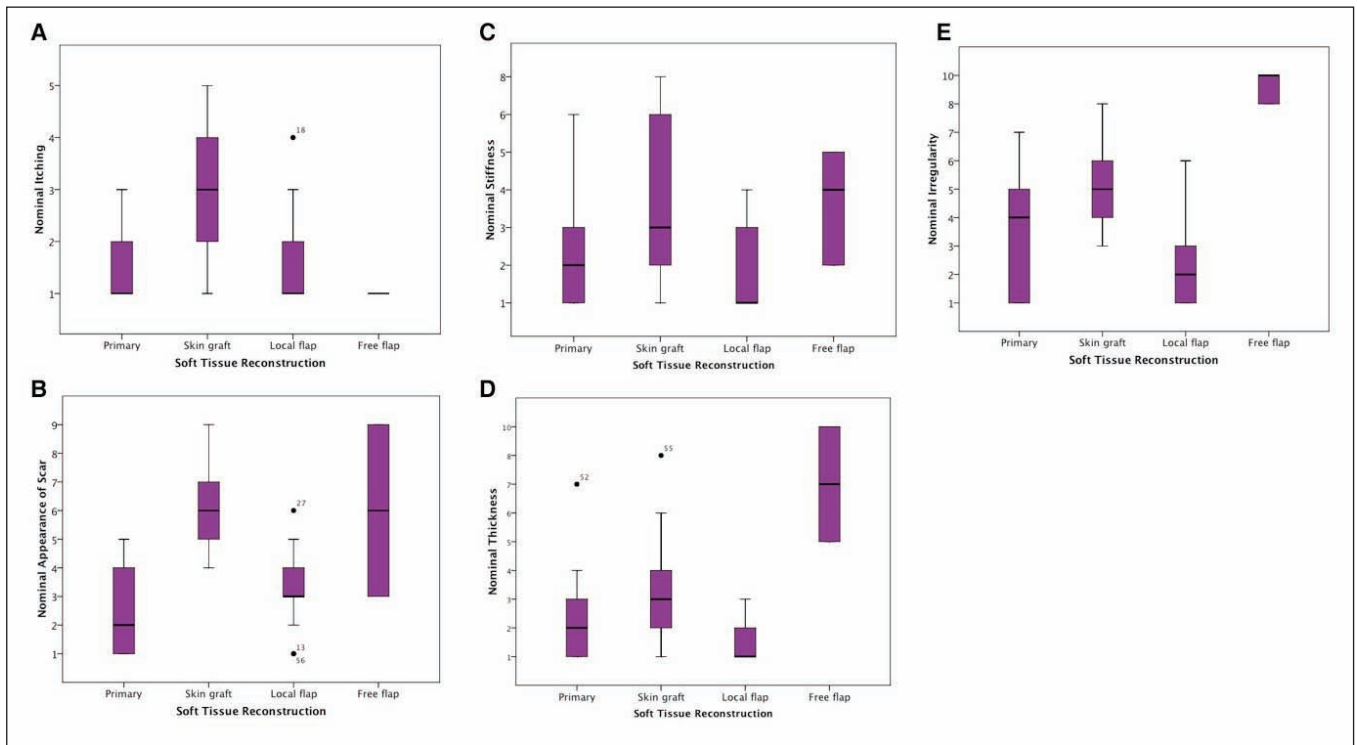 A
Nominal Itching
5
4
3
2
1
18
Primary Skin graft Local flap Free flap
Soft Tissue Reconstruction
B
Nominal Appearance of Scar
9
8
7
6
5
4
3
2
1
27
13
56
Primary Skin graft Local flap Free flap
Soft Tissue Reconstruction
C
Nominal Stiffness
8
7
6
5
4
3
2
1
Primary Skin graft Local flap Free flap
Soft Tissue Reconstruction
D
Nominal Thickness
10
8
7
6
5
4
3
2
1
52
55
Primary Skin graft Local flap Free flap
Soft Tissue Reconstruction
E
Nominal Irregularity
10
8
7
6
5
4
3
2
1
Primary Skin graft Local flap Free flap
Soft Tissue Reconstruction